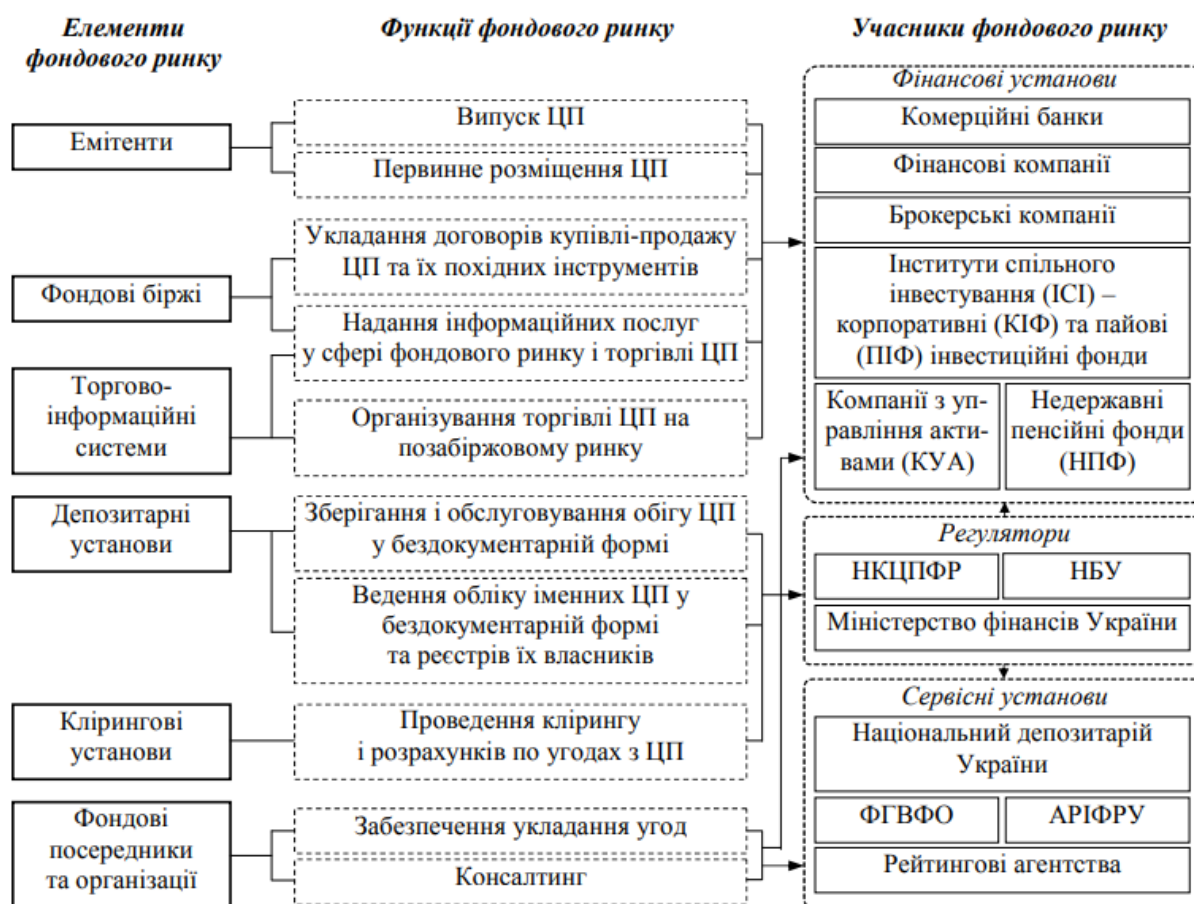 Елементи
фондового ринку
Функції фондового ринку
Учасники фондового ринку
Емітенти
Фондові біржі
Торгово-
інформаційні
системи
Депозитарні
установи
Клірингові
установи
Фондові
посередники
та організації
Випуск ЦП
Первинне розміщення ЦП
Укладання договорів купівлі-продажу
ЦП та їх похідних інструментів
Надання інформаційних послуг
у сфері фондового ринку і торгівлі ЦП
Організування торгівлі ЦП на
позабіржовому ринку
Зберігання і обслуговування обігу ЦП
у бездокументарній формі
Ведення обліку іменних ЦП у
бездокументарній формі
та реєстрів їх власників
Проведення клірингу
і розрахунків по угодах з ЦП
Забезпечення укладання угод
Консалтинг
Фінансові установи
Комерційні банки
Фінансові компанії
Брокерські компанії
Інститути спільного
інвестування (ІСІ) –
корпоративні (КІФ) та пайові
(ПІФ) інвестиційні фонди
Компанії з уп-
равління акти-
вами (КУА)
Недержавні
пенсійні фонди
(НПФ)
Регулятори
НКЦПФР
НБУ
Міністерство фінансів України
Сервісні установи
Національний депозитарій
України
ФГВФО
АРІФРУ
Рейтингові агентства